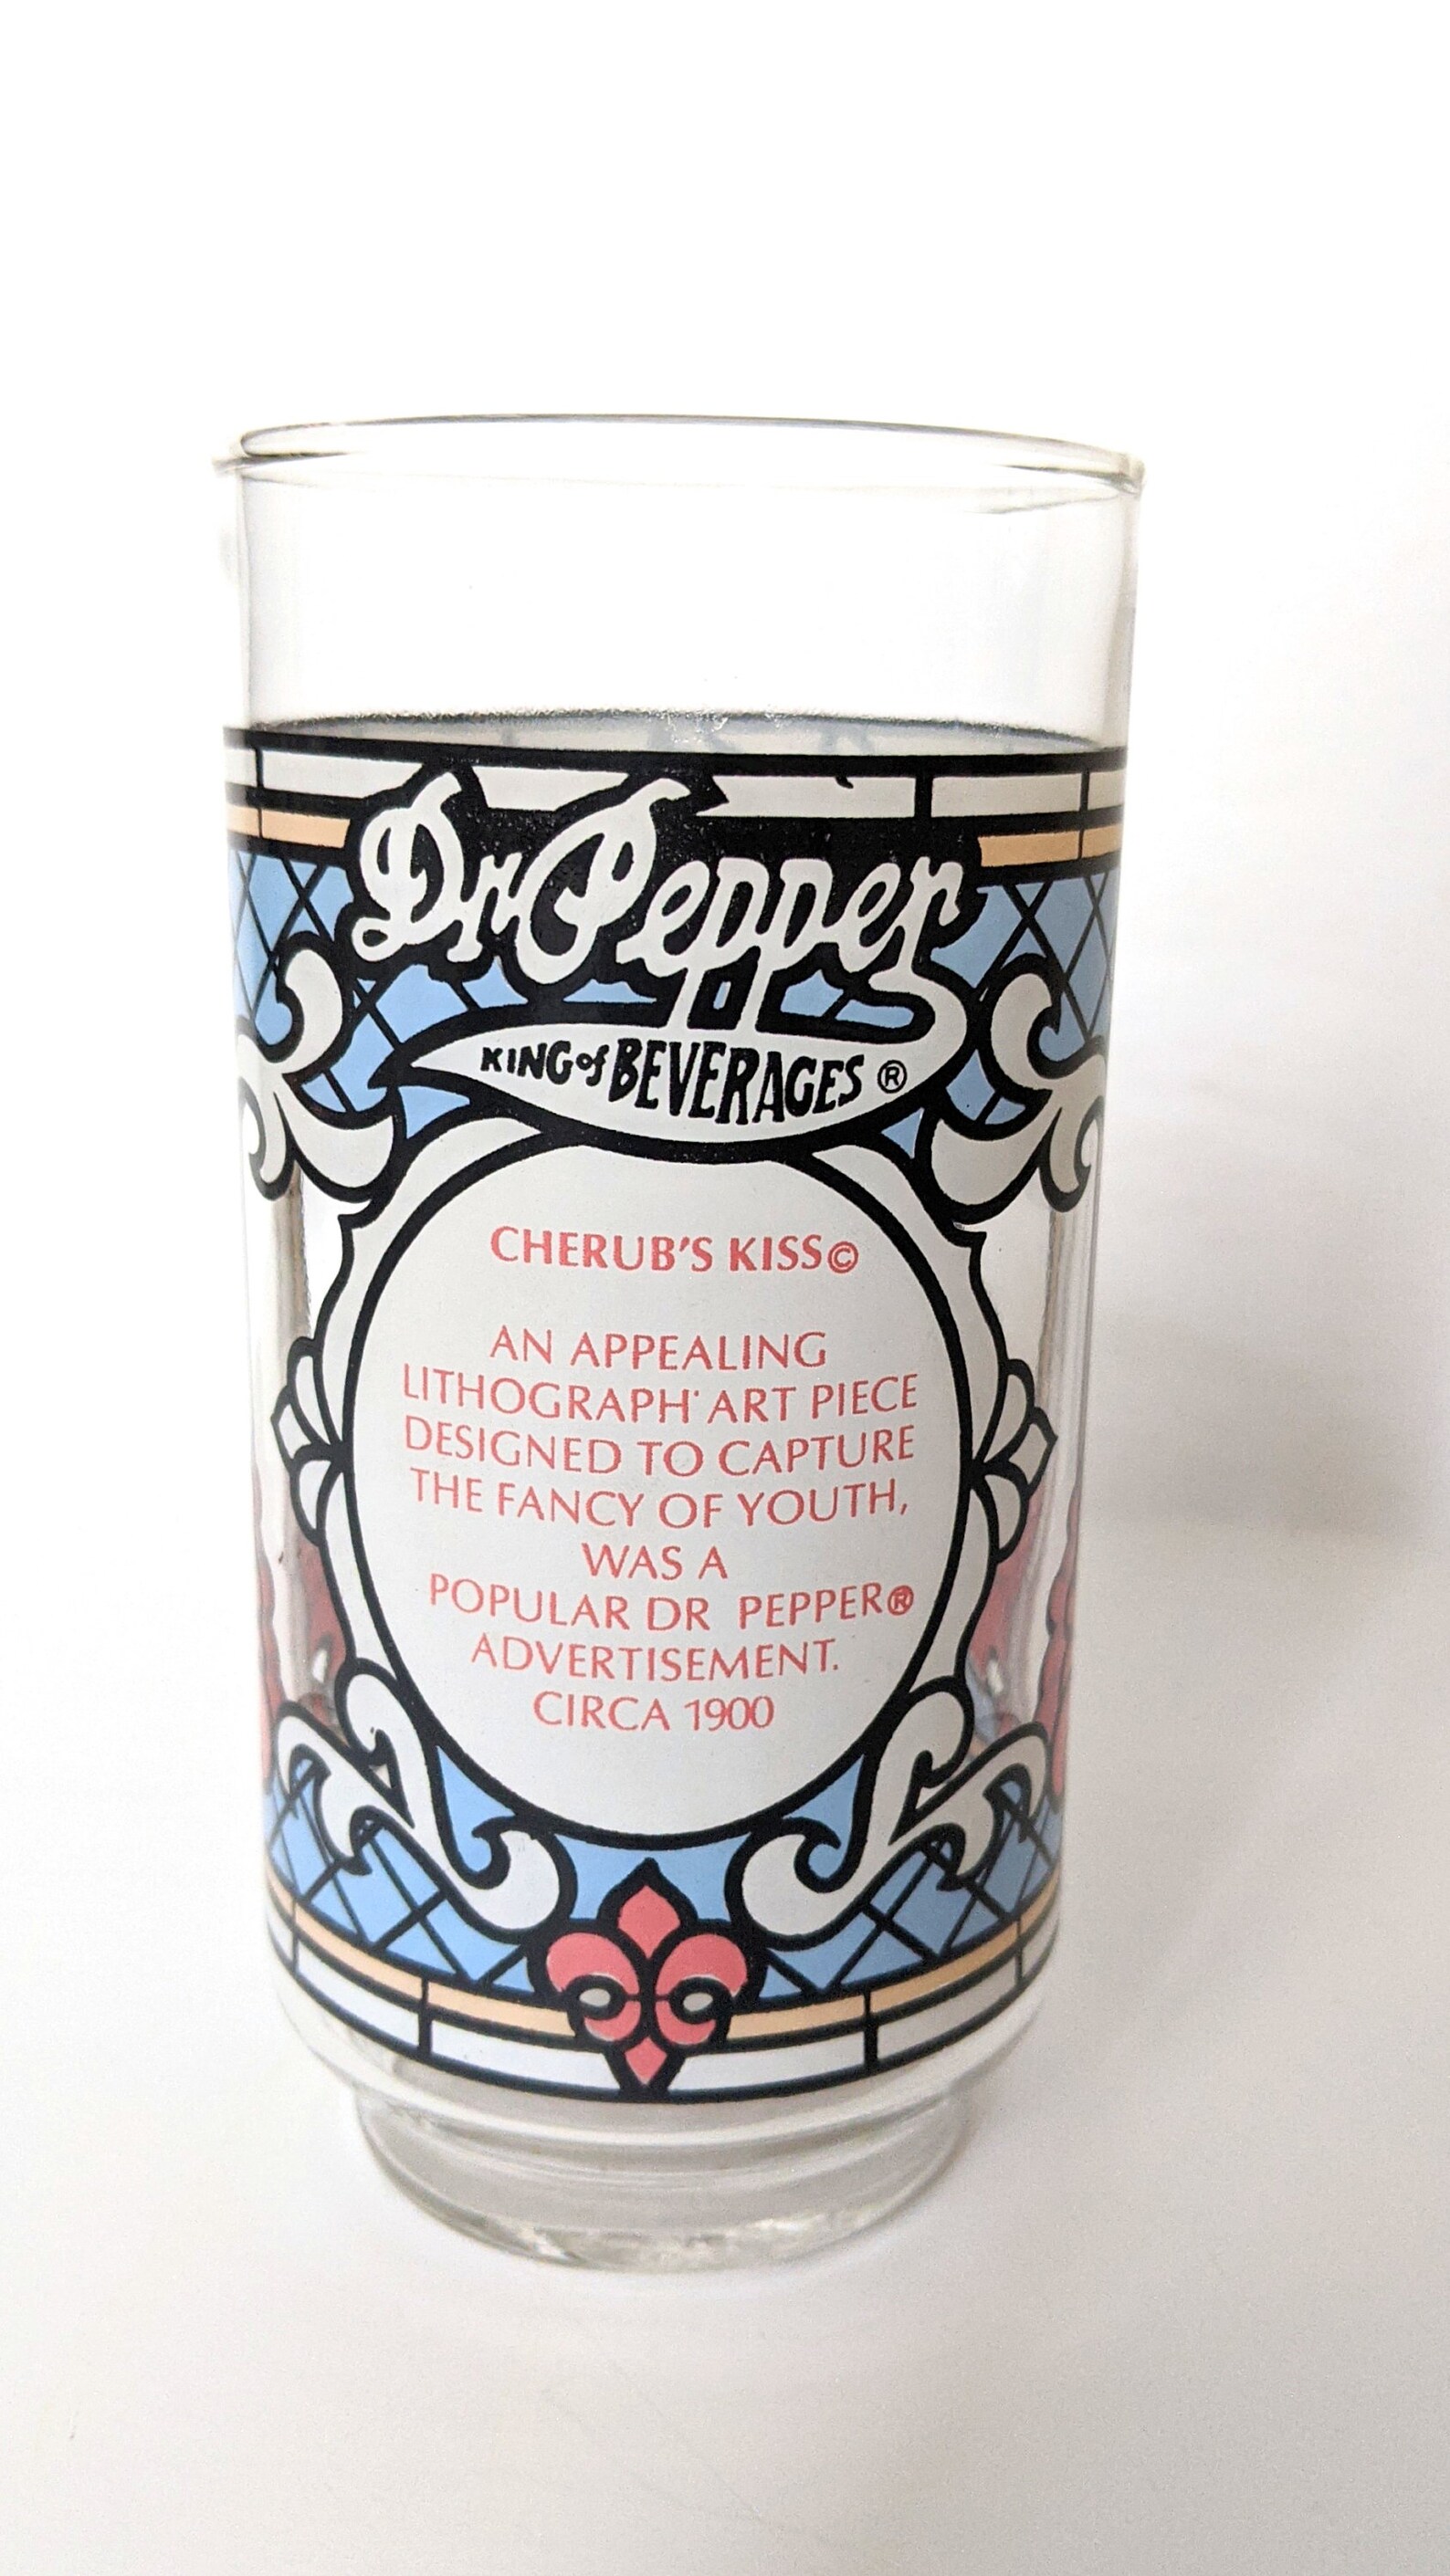 Dr Pepper
KING of BEVERAGES ®
CHERUB'S KISS©
AN APPEALING
LITHOGRAPH' ART PIECE
DESIGNED TO CAPTURE
THE FANCY OF YOUTH,
WAS A
POPULAR DR PEPPER®
ADVERTISEMENT.
CIRCA 1900